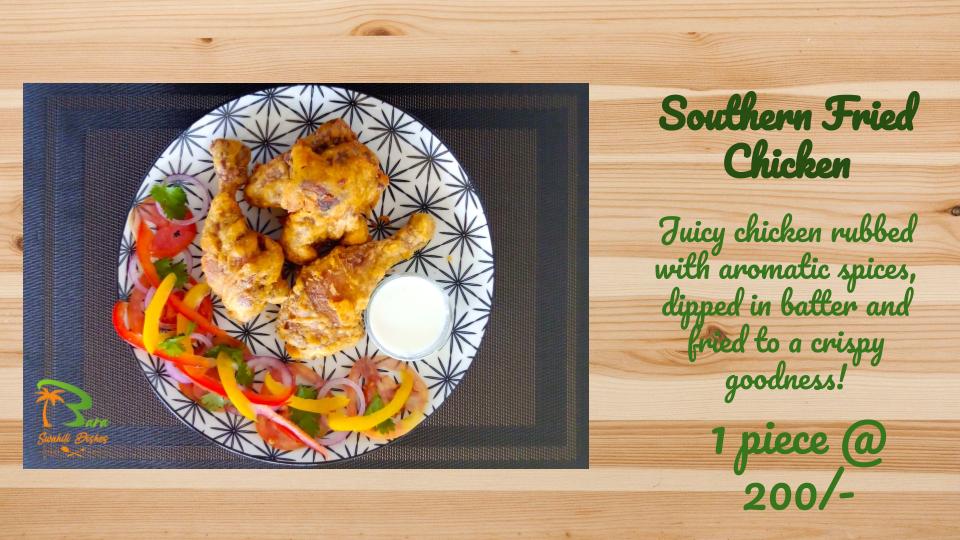 Southern Fried
Chicken
Juicy chicken rubbed
with aromatic spices,
dipped in batter and
fried to a crispy
goodness!
1 piece @
200/-
Bara
Swahili Dishes